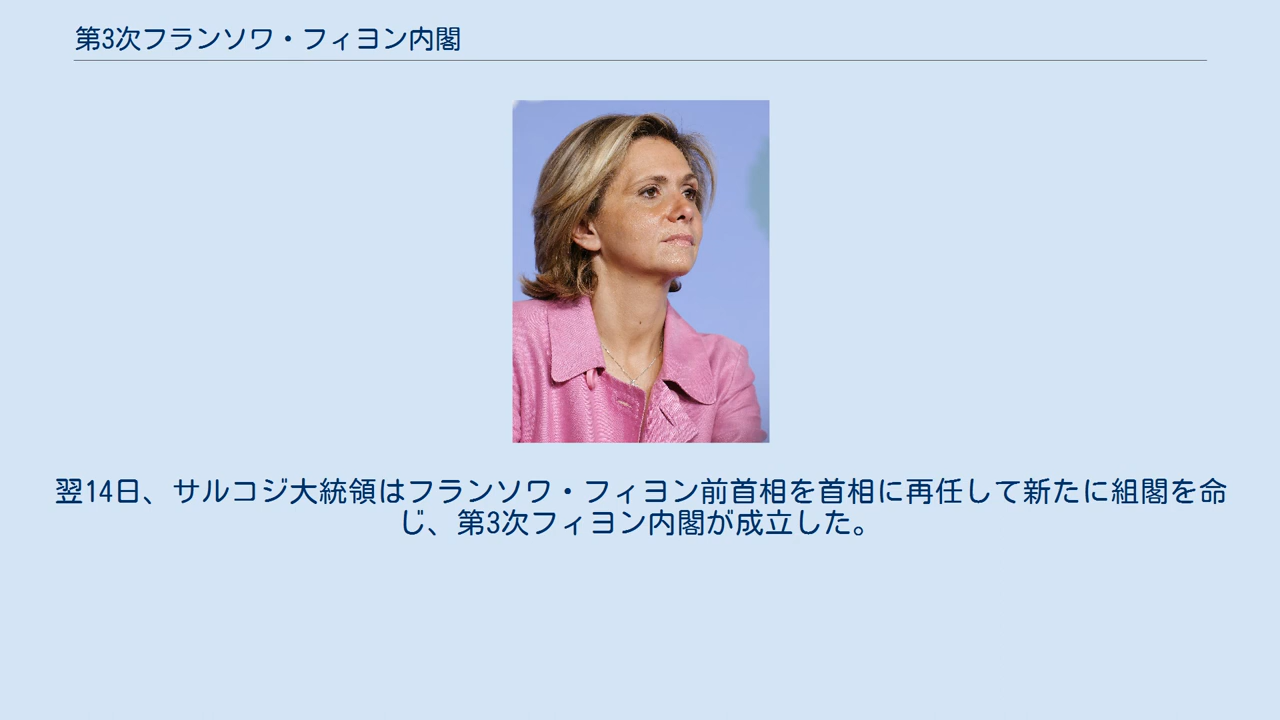 第3次フランソワ・フィヨン内閣
翌14日、サルコジ大統領はフランソワ・フィヨン前首相を首相に再任して新たに組閣を命
じ、第3次フィヨン内閣が成立した。